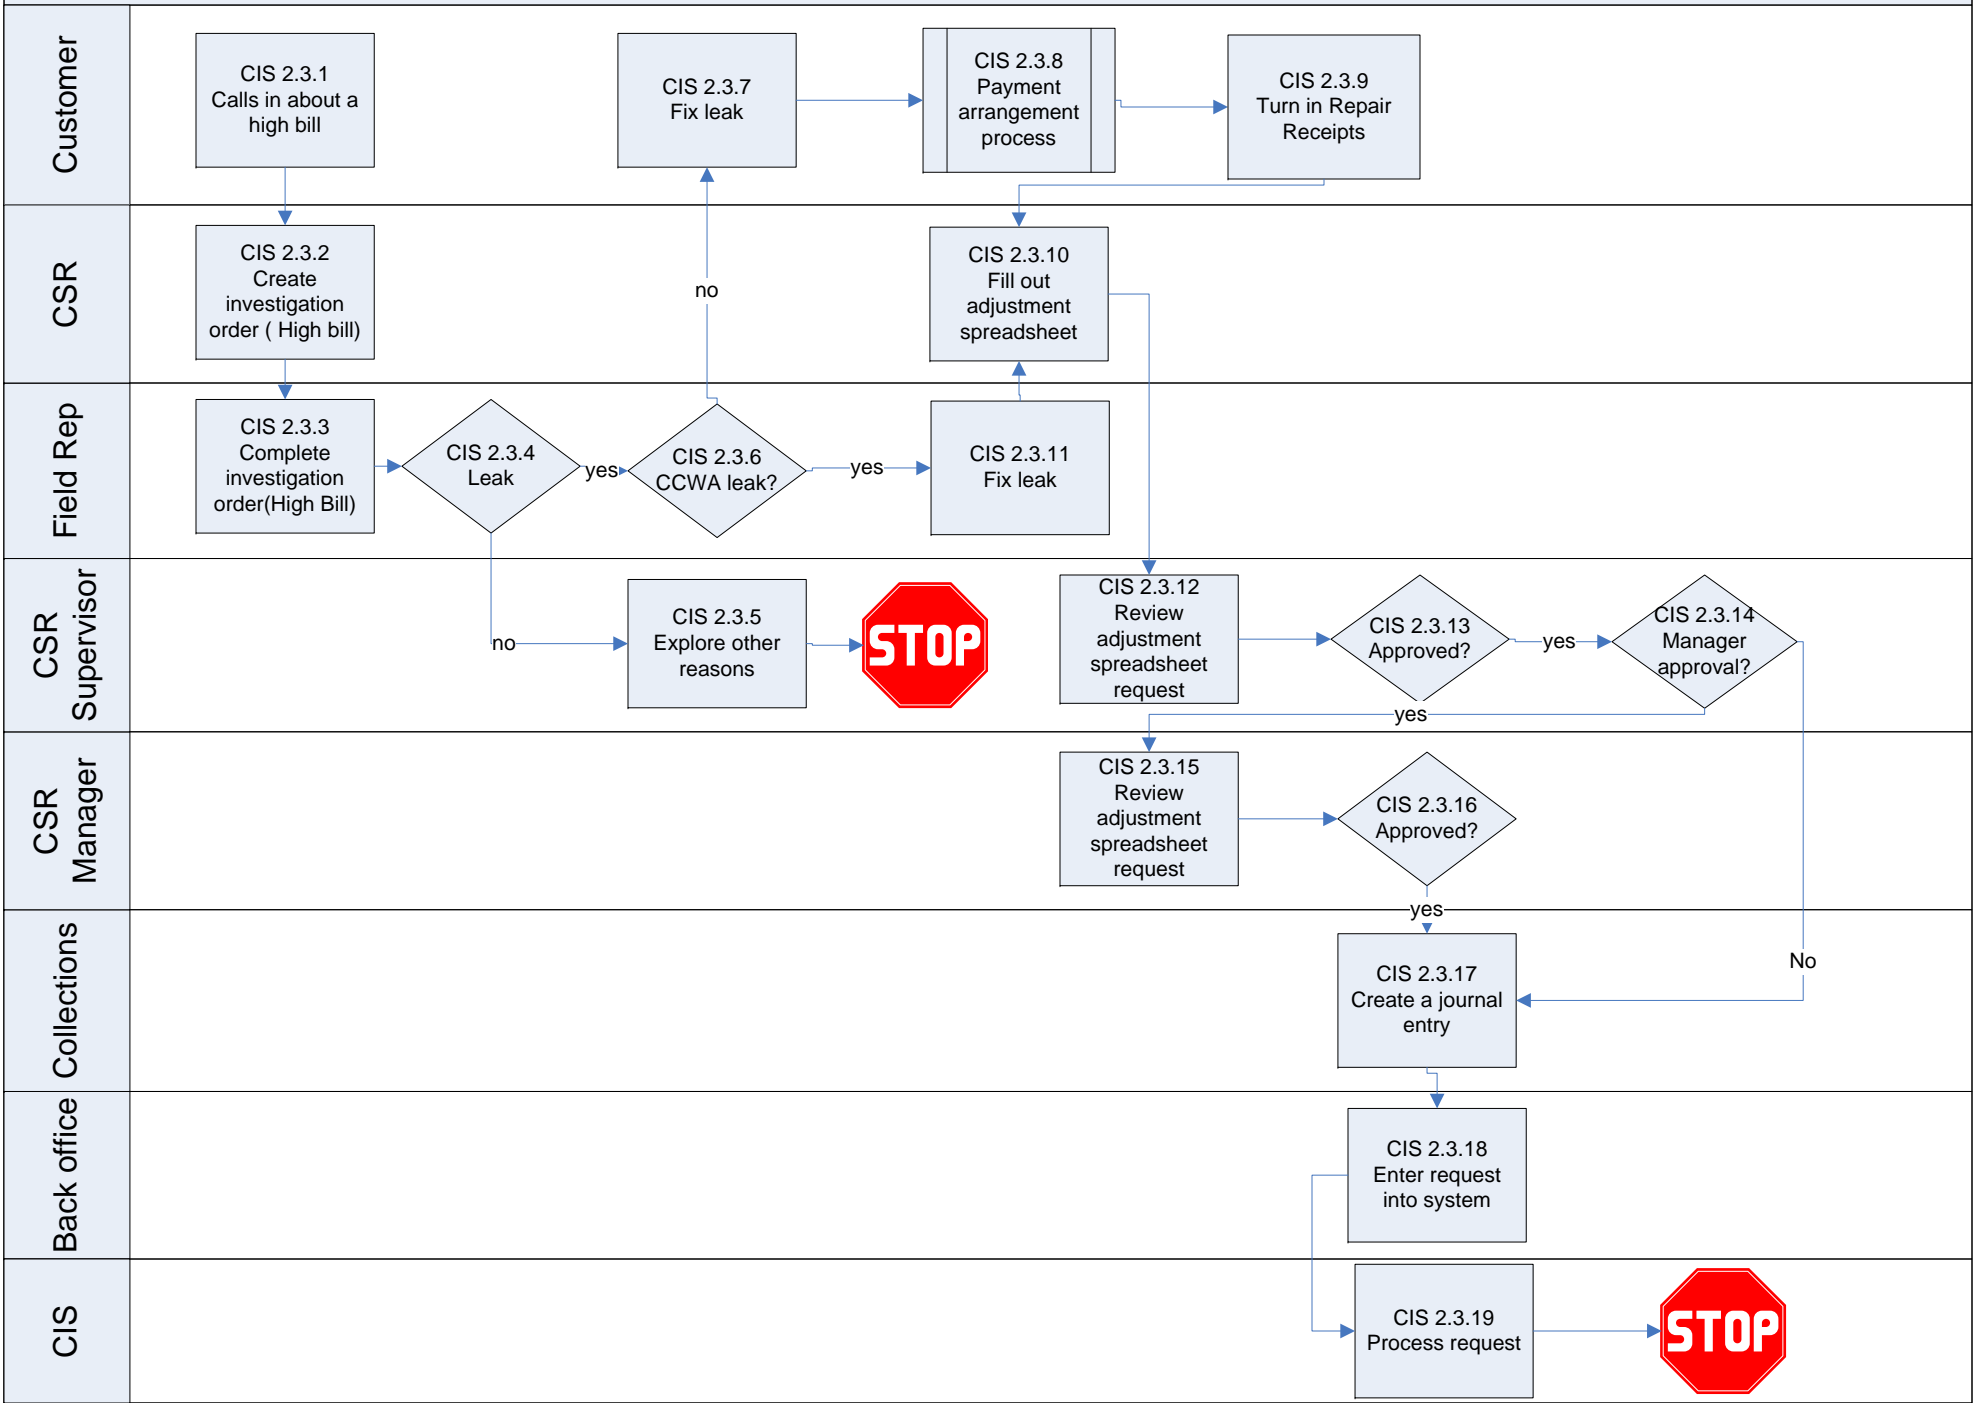 Customer
CIS 2.3.1
Calls in about a
high bill
CIS 2.3.7
Fix leak
CIS 2.3.8
Payment
arrangement
process
CIS 2.3.9
Turn in Repair
Receipts
CSR
CIS 2.3.2
Create
investigation
order ( High bill)
no
CIS 2.3.10
Fill out
adjustment
spreadsheet
Field Rep
CIS 2.3.3
Complete
investigation
order(High Bill)
CIS 2.3.4
Leak
yes
CIS 2.3.6
CCWA leak?
yes
CIS 2.3.11
Fix leak
CSR
Supervisor
no
CIS 2.3.5
Explore other
reasons
STOP
CIS 2.3.12
Review
adjustment
spreadsheet
request
CIS 2.3.13
Approved?
yes
CIS 2.3.14
Manager
approval?
yes
CSR
Manager
CIS 2.3.15
Review
adjustment
spreadsheet
request
CIS 2.3.16
Approved?
yes
Collections
CIS 2.3.17
Create a journal
entry
No
Back office
CIS 2.3.18
Enter request
into system
CIS
CIS 2.3.19
Process request
STOP